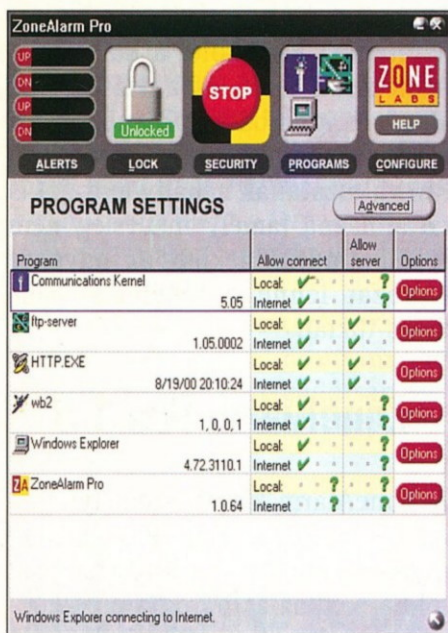 ZoneAlarm Pro
UP
DN
UP
DN
Unlocked
STOP
ZONE
LABS
HELP
ALERTS LOCK SECURITY PROGRAMS CONFIGURE
PROGRAM SETTINGS Advanced
Program Allow connect Allow server Options
Communications Kernel
5.05
Local: ?
Internet ?
Options
ftp-server
1.05.0002
Local:
Internet
Options
HTTP.EXE
8/19/00 20:10:24
Local:
Internet
Options
wb2
1, 0, 0, 1
Local: ?
Internet ?
Options
Windows Explorer
4.72.3110.1
Local: ?
Internet ?
Options
ZA ZoneAlarm Pro
1.0.64
Local: ? ?
Internet ? ?
Options
Windows Explorer connecting to Internet.